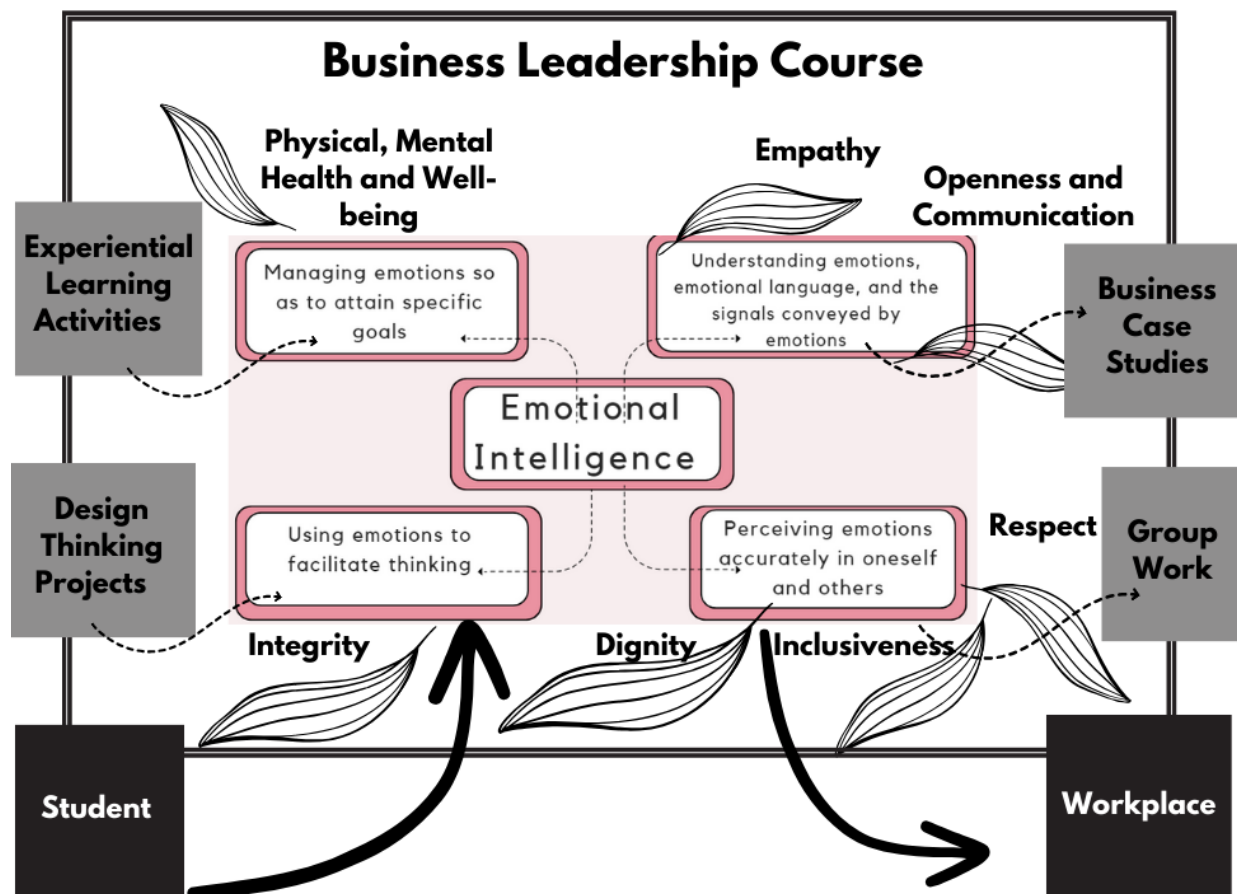 Business Leadership Course
Physical, Mental
Health and Well-
being
Empathy
Openness and
Communication
Experiential
Learning
Activities
Managing emotions so
as to attain specific
goals
Understanding emotions,
emotional language, and the
signals conveyed by
emotions
Business
Case
Studies
Emotional
Intelligence
Design
Thinking
Projects
Using emotions to
facilitate thinking
Perceiving emotions
accurately in oneself
and others
Respect
Group
Work
Integrity
Dignity
Inclusiveness
Student
Workplace